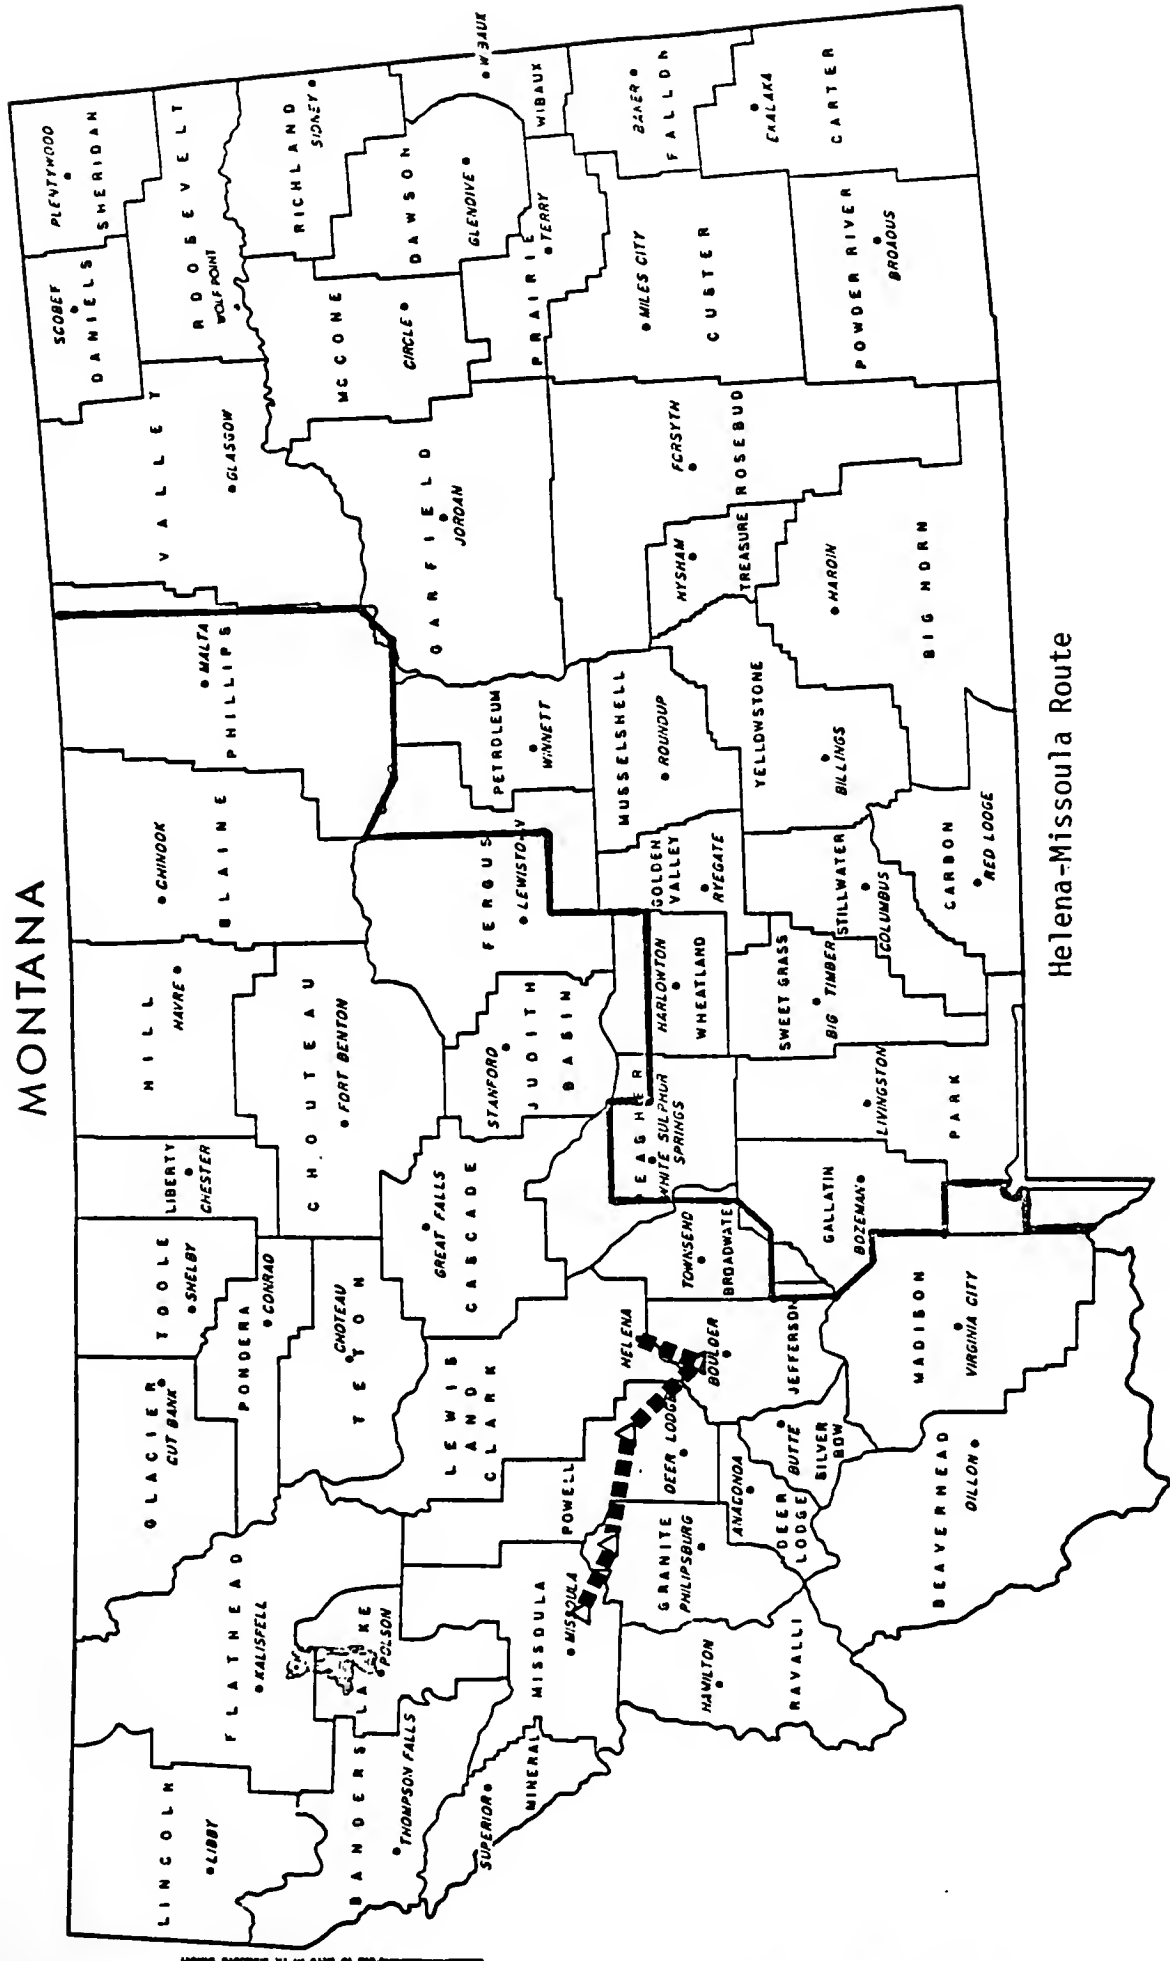 MONTANA
LINCOLN
LIBBY
FLATHEAD
KALISPELL
GLACIER
CUT BANK
TOOLE
SHELBY
LIBERTY
CHESTER
HILL
HAVRE
BLAINE
CHINOOK
PHILLIPS
MALTA
VALLEY
GLASGOW
DANIELS
SCOBEY
SHERIDAN
PLENTYWOOD
ROOSEVELT
WOLF POINT
PONDERA
CONRAD
TETON
CHOTEAU
CHOUTEAU
FORT BENTON
SANDERS
THOMPSON FALLS
LAKE
POLSON
MINERAL
SUPERIOR
MISSOULA
MISSOULA
POWELL
DEER LODGE
LEWIS
AND
CLARK
HELENA
CASCADE
GREAT FALLS
JUDITH
BASIN
STANFORD
FERGUS
LEWISTOWN
PETROLEUM
WINNETT
GARFIELD
JORDAN
MC CONE
CIRCLE
RICHLAND
SIDNEY
DAWSON
GLENDIVE
WIBAUX
WIBAUX
PRAIRIE
TERRY
RAVALLI
HAMILTON
GRANITE
PHILIPSBURG
DEER
LODGE
ANACONDA
SILVER
BOW
BUTTE
JEFFERSON
BOULDER
BROADWATER
TOWNSEND
MEAGHER
WHITE SULPHUR
SPRINGS
WHEATLAND
HARLOWTON
GOLDEN
VALLEY
RYEGATE
MUSSELSHELL
ROUNDUP
TREASURE
HYSHAM
ROSEBUD
FORSYTH
CUSTER
MILES CITY
FALLON
BAKER
CARTER
EKALAKA
POWDER RIVER
BROADUS
BEAVERHEAD
DILLON
MADISON
VIRGINIA CITY
GALLATIN
BOZEMAN
PARK
LIVINGSTON
SWEET GRASS
BIG TIMBER
STILLWATER
COLUMBUS
CARBON
RED LODGE
YELLOWSTONE
BILLINGS
BIG HORN
HARDIN
Helena-Missoula Route